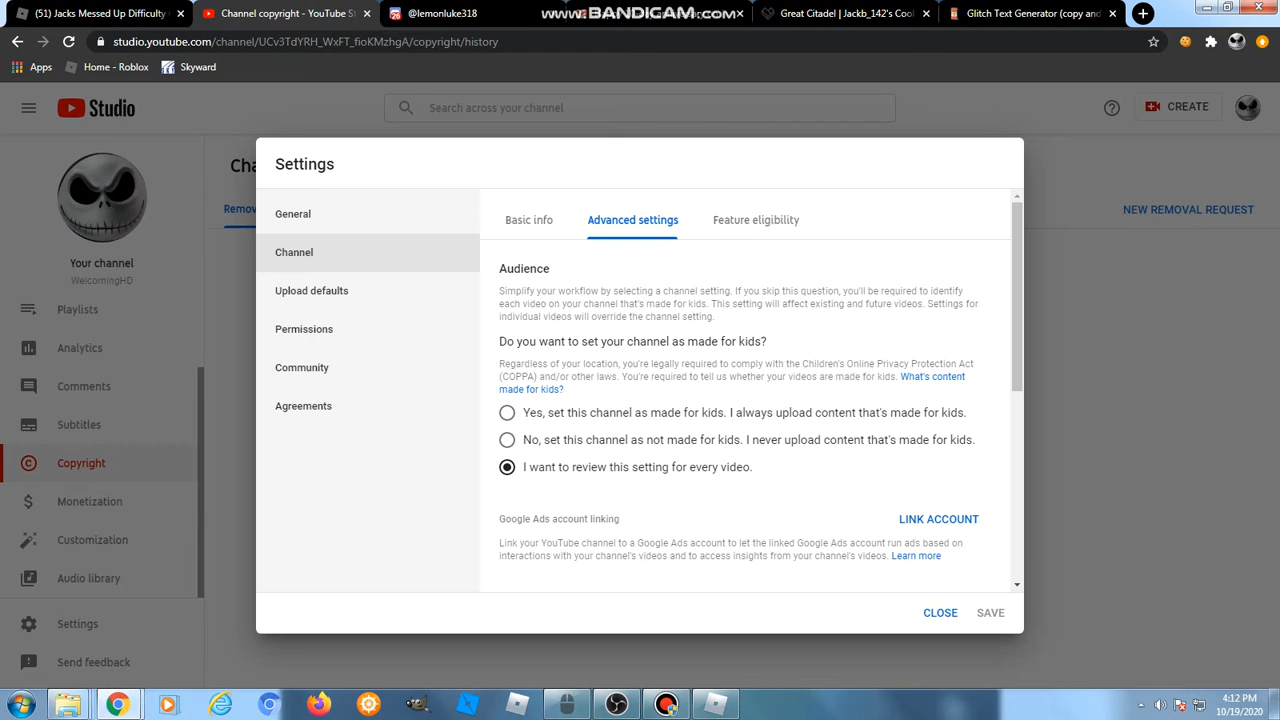 (51) Jacks Messed Up Difficulty
Channel copyright - YouTube S
@lemonluke318
WWW.BANDICAM.COM
Great Citadel | Jackb_142's Cool
Glitch Text Generator (copy and
studio.youtube.com/channel/UCv3TdYRH_WxFT_fioKMzhgA/copyright/history
Apps
Home - Roblox
Skyward
Studio
Search across your channel
CREATE
Cha
Remov
NEW REMOVAL REQUEST
Your channel
WelcomingHD
Playlists
Analytics
Comments
Subtitles
Copyright
Monetization
Customization
Audio library
Settings
Send feedback
Settings
General
Channel
Upload defaults
Permissions
Community
Agreements
Basic info
Advanced settings
Feature eligibility
Audience
Simplify your workflow by selecting a channel setting. If you skip this question, you'll be required to identify
each video on your channel that's made for kids. This setting will affect existing and future videos. Settings for
individual videos will override the channel setting.
Do you want to set your channel as made for kids?
Regardless of your location, you're legally required to comply with the Children's Online Privacy Protection Act
(COPPA) and/or other laws. You're required to tell us whether your videos are made for kids. What's content
made for kids?
Yes, set this channel as made for kids. I always upload content that's made for kids.
No, set this channel as not made for kids. I never upload content that's made for kids.
I want to review this setting for every video.
Google Ads account linking
LINK ACCOUNT
Link your YouTube channel to a Google Ads account to let the linked Google Ads account run ads based on
interactions with your channel's videos and to access insights from your channel's videos. Learn more
CLOSE
SAVE
4:12 PM
10/19/2020